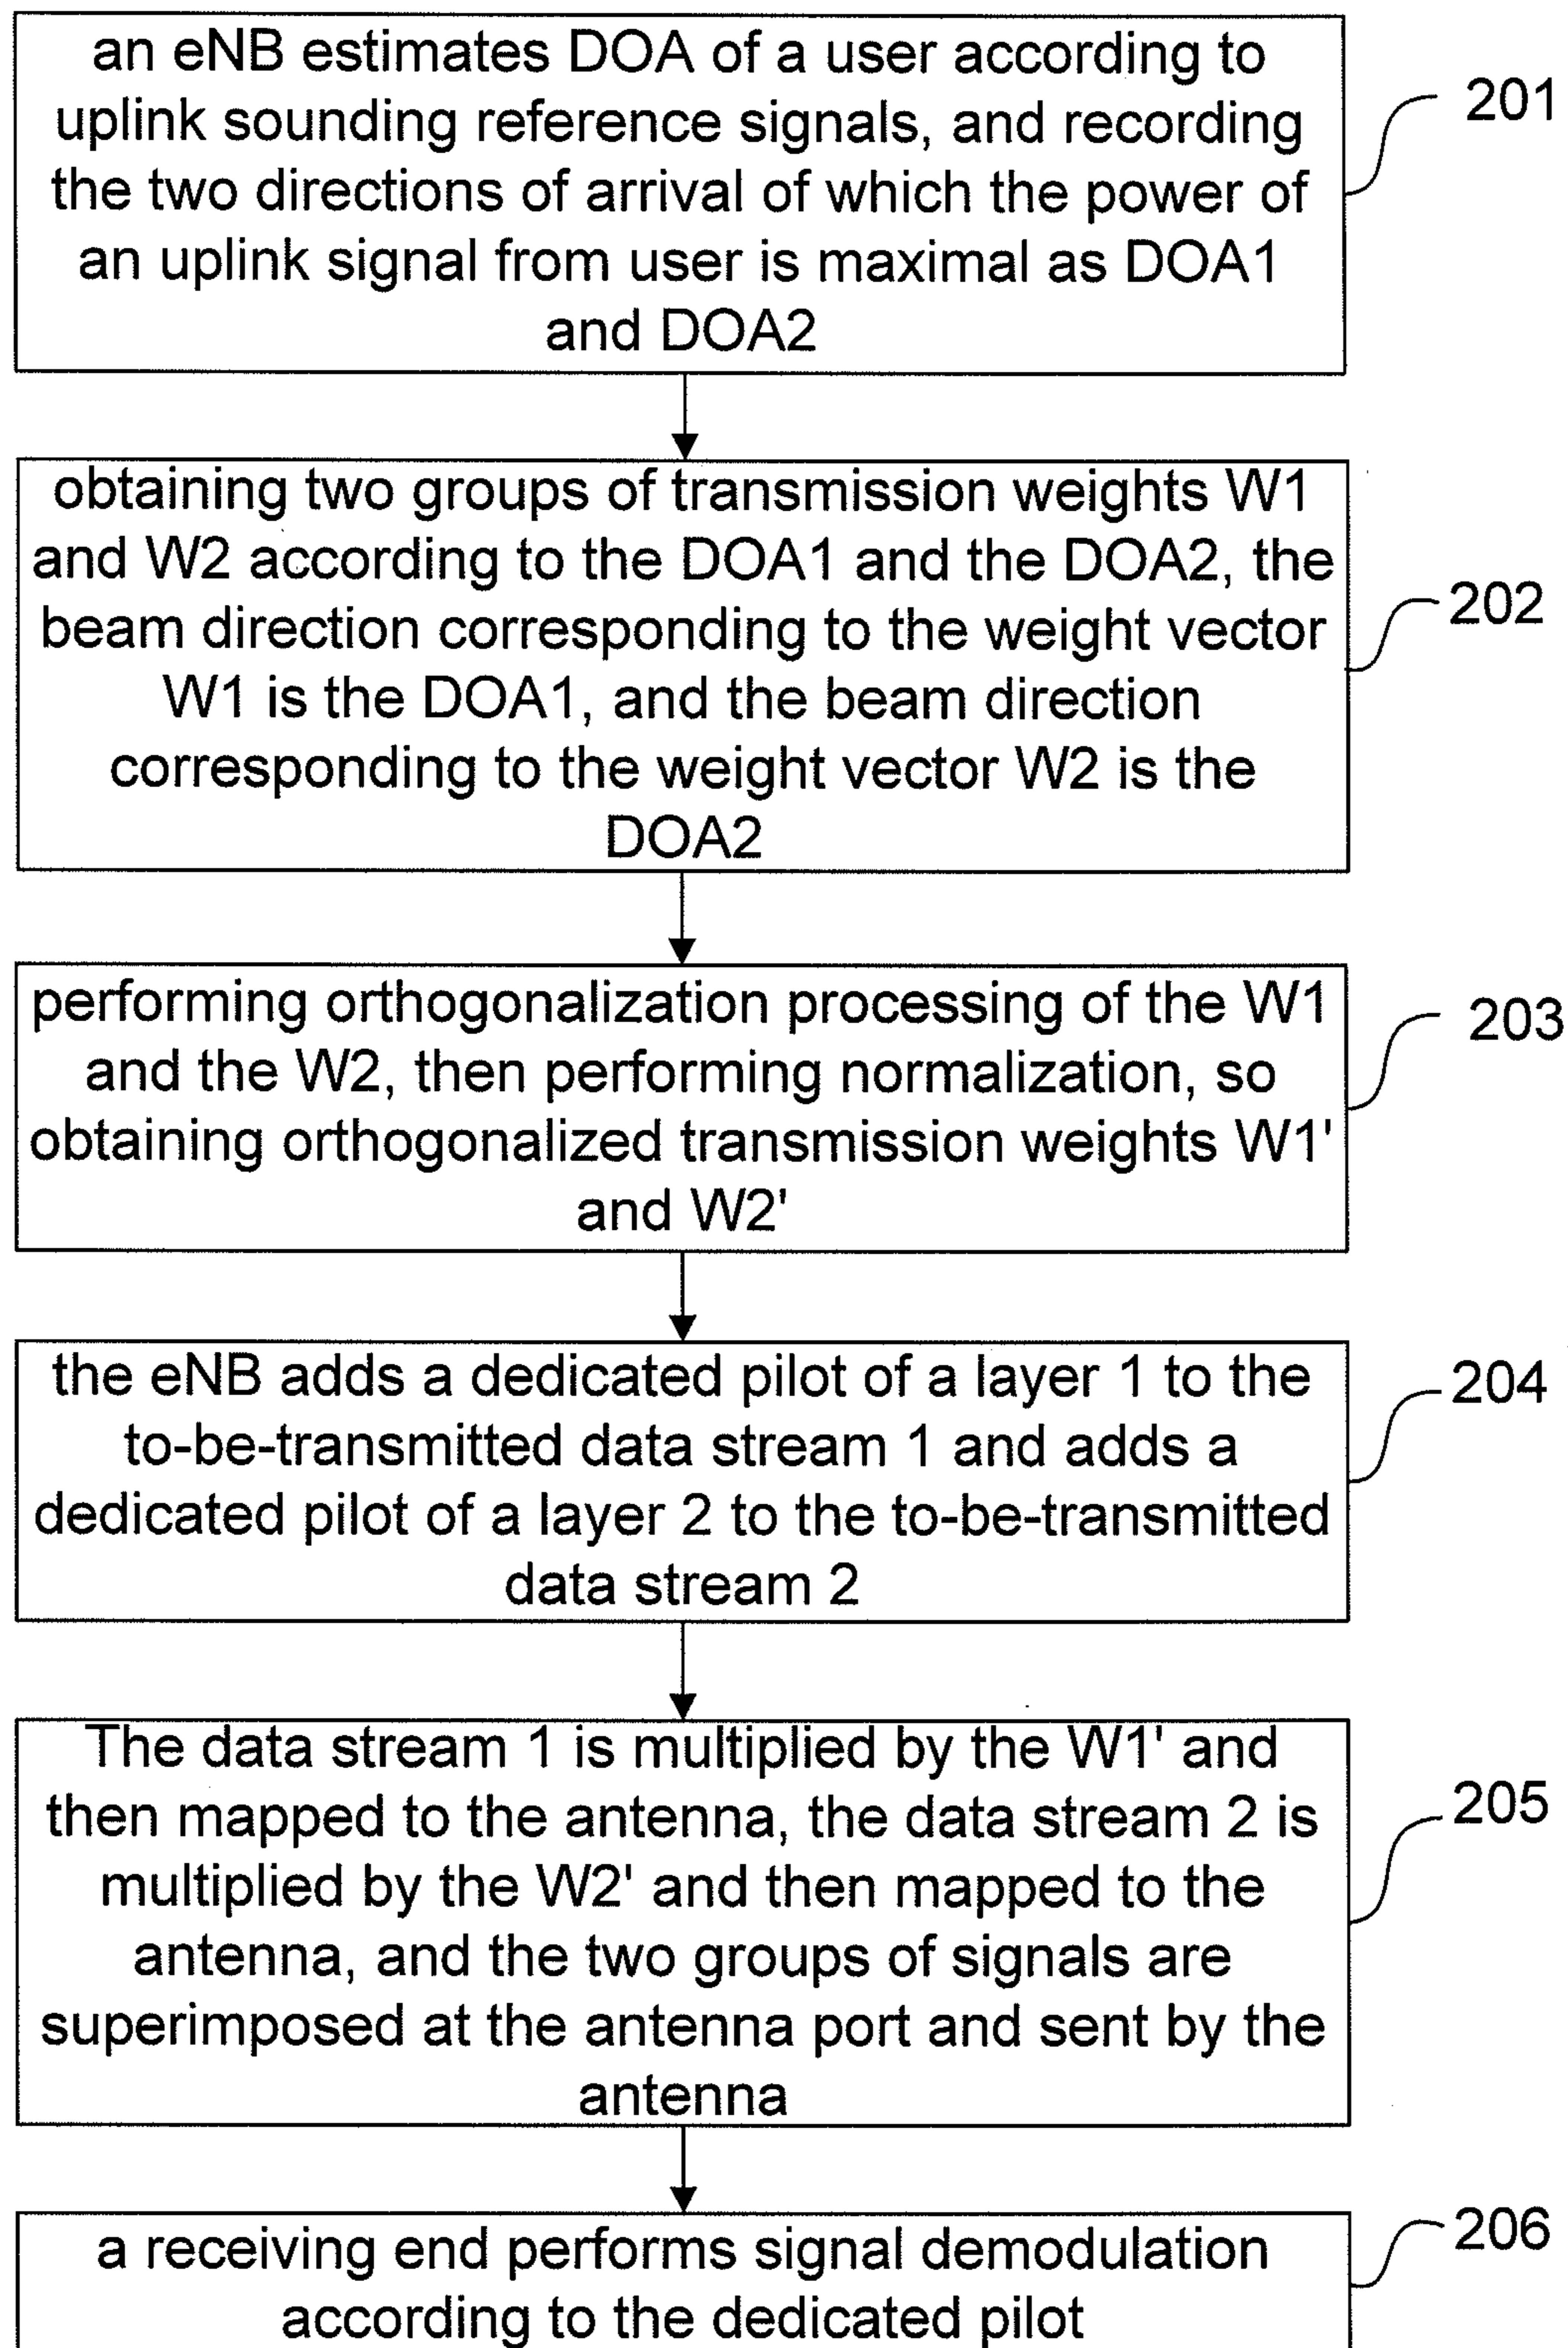 an eNB estimates DOA of a user according to
uplink sounding reference signals, and recording
the two directions of arrival of which the power of
an uplink signal from user is maximal as DOA1
and DOA2
201
obtaining two groups of transmission weights W1
and W2 according to the DOA1 and the DOA2, the
beam direction corresponding to the weight vector
W1 is the DOA1, and the beam direction
corresponding to the weight vector W2 is the
DOA2
202
performing orthogonalization processing of the W1
and the W2, then performing normalization, so
obtaining orthogonalized transmission weights W1'
and W2'
203
the eNB adds a dedicated pilot of a layer 1 to the
to-be-transmitted data stream 1 and adds a
dedicated pilot of a layer 2 to the to-be-transmitted
data stream 2
204
The data stream 1 is multiplied by the W1' and
then mapped to the antenna, the data stream 2 is
multiplied by the W2' and then mapped to the
antenna, and the two groups of signals are
superimposed at the antenna port and sent by the
antenna
205
a receiving end performs signal demodulation
according to the dedicated pilot
206